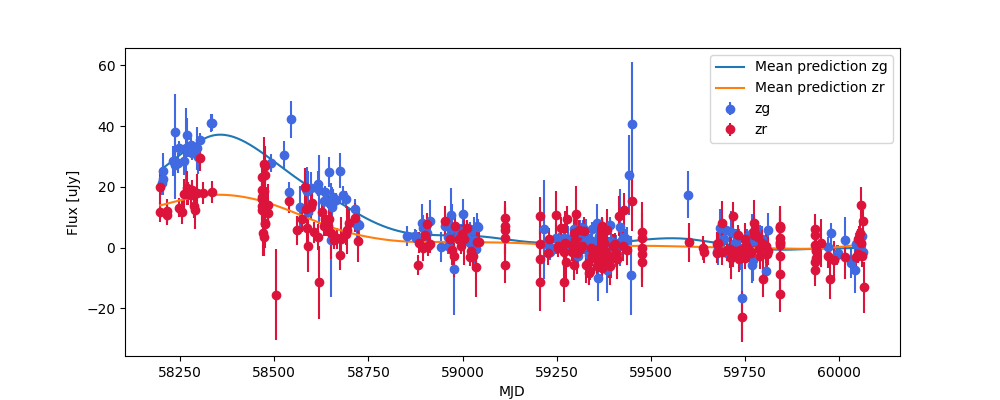 60
40
20
0
−20
Flux [uJy]
58250 58500 58750 59000 59250 59500 59750 60000
MJD
Mean prediction zg
Mean prediction zr
zg
zr